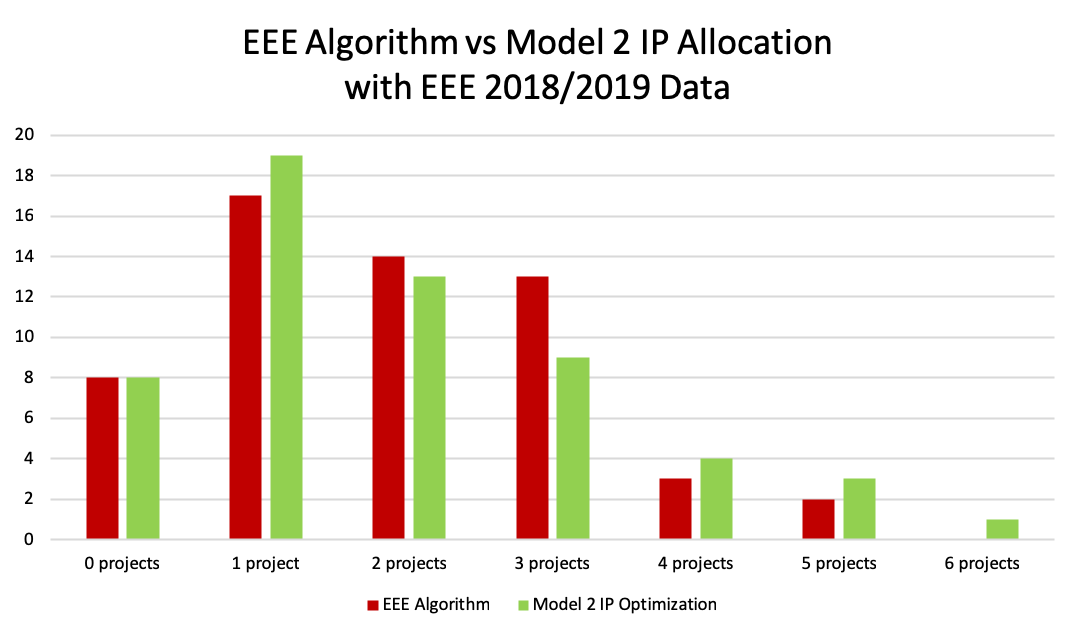 EEE Algorithm vs Model 2 IP Allocation
with EEE 2018/2019 Data
20
18
16
14
12
10
8
6
4
2
0
0 projects 1 project 2 projects 3 projects 4 projects 5 projects 6 projects
EEE Algorithm Model 2 IP Optimization